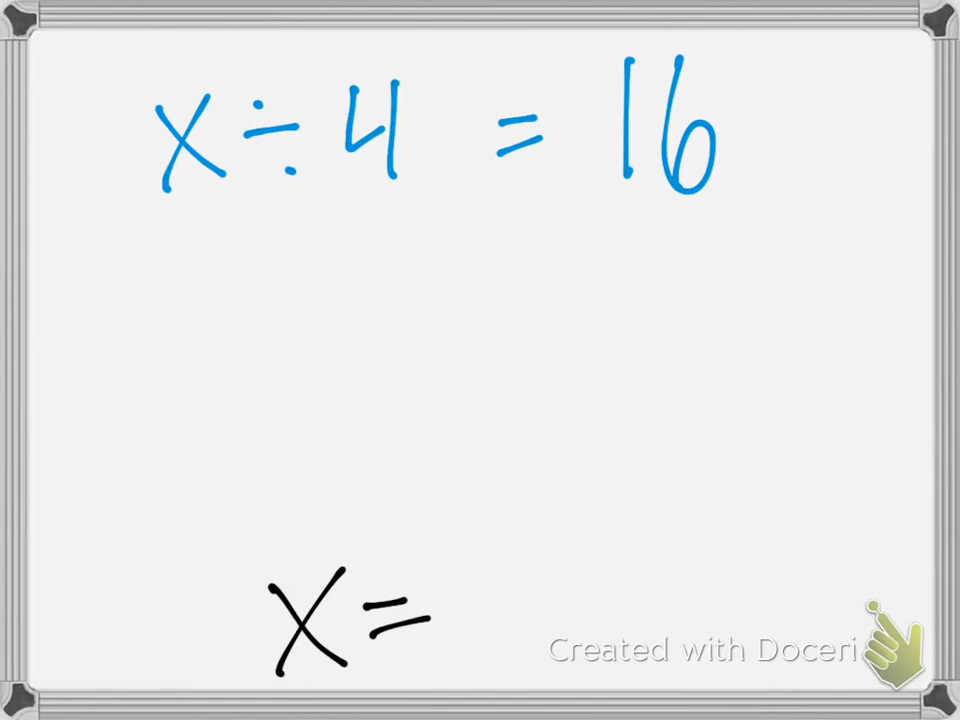 x ÷ 4 = 16
x =
Created with Doceri